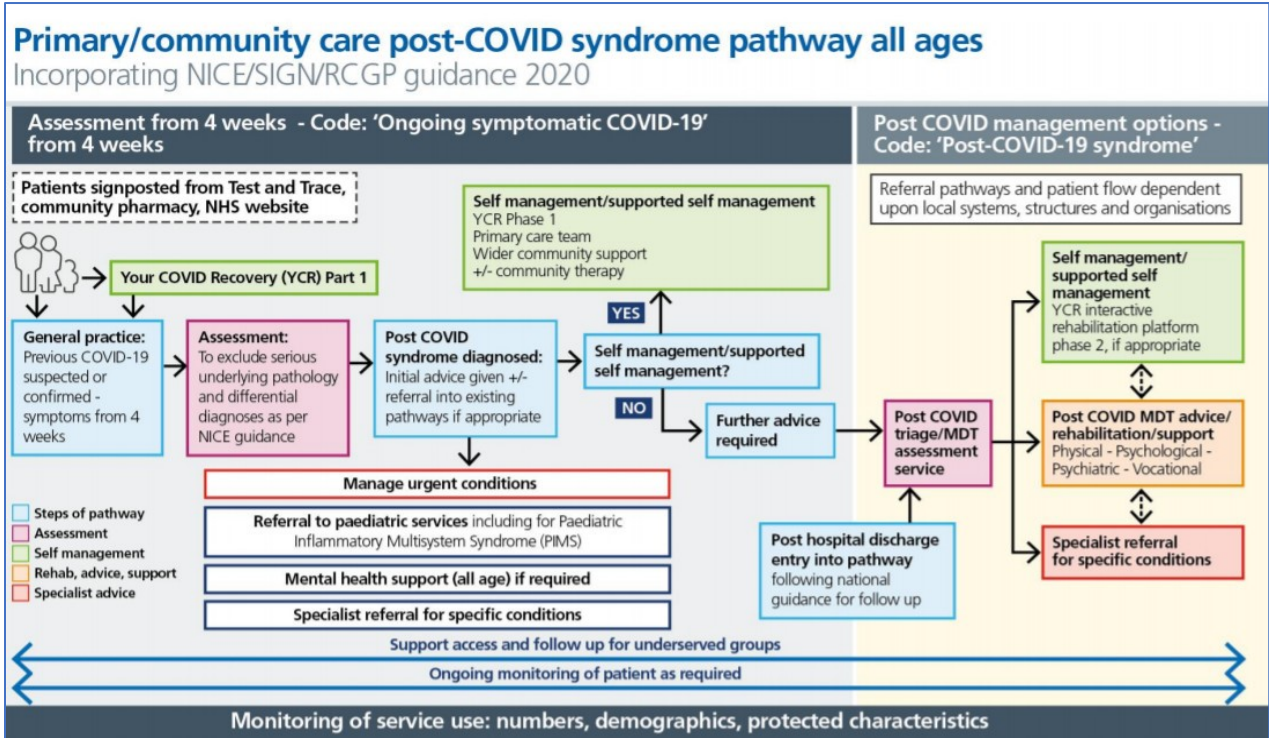 Primary/community care post-COVID syndrome pathway all ages
Incorporating NICE/SIGN/RCGP guidance 2020
Assessment from 4 weeks - Code: 'Ongoing symptomatic COVID-19'
from 4 weeks
Post COVID management options -
Code: 'Post-COVID-19 syndrome'
Patients signposted from Test and Trace,
community pharmacy, NHS website
Your COVID Recovery (YCR) Part 1
General practice:
Previous COVID-19
suspected or
confirmed -
symptoms from 4
weeks
Assessment:
To exclude serious
underlying pathology
and differential
diagnoses as per
NICE guidance
Post COVID
syndrome diagnosed:
Initial advice given +/-
referral into existing
pathways if appropriate
Self management/supported self management
YCR Phase 1
Primary care team
Wider community support
+/- community therapy
YES
Self management/supported
self management?
NO
Further advice
required
Manage urgent conditions
Referral to paediatric services including for Paediatric
Inflammatory Multisystem Syndrome (PIMS)
Mental health support (all age) if required
Specialist referral for specific conditions
Steps of pathway
Assessment
Self management
Rehab, advice, support
Specialist advice
Post hospital discharge
entry into pathway
following national
guidance for follow up
Referral pathways and patient flow dependent
upon local systems, structures and organisations
Post COVID
triage/MDT
assessment
service
Self management/
supported self
management
YCR interactive
rehabilitation platform
phase 2, if appropriate
Post COVID MDT advice/
rehabilitation/support
Physical - Psychological -
Psychiatric - Vocational
Specialist referral
for specific conditions
Support access and follow up for underserved groups
Ongoing monitoring of patient as required
Monitoring of service use: numbers, demographics, protected characteristics